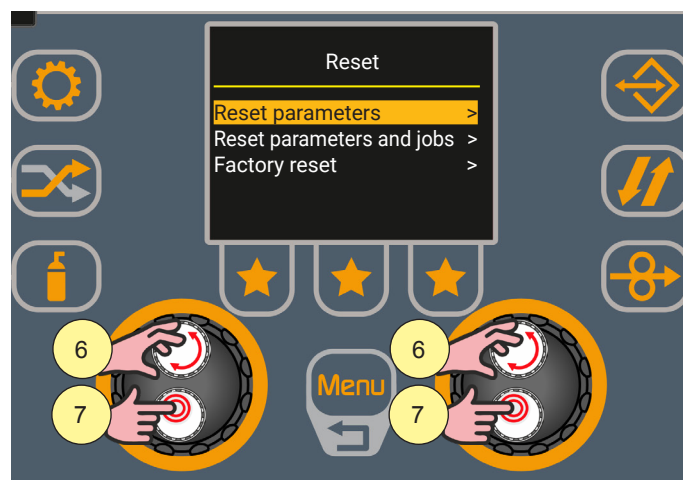 Reset
Reset parameters >
Reset parameters and jobs >
Factory reset >
6
6
7
7
Menu